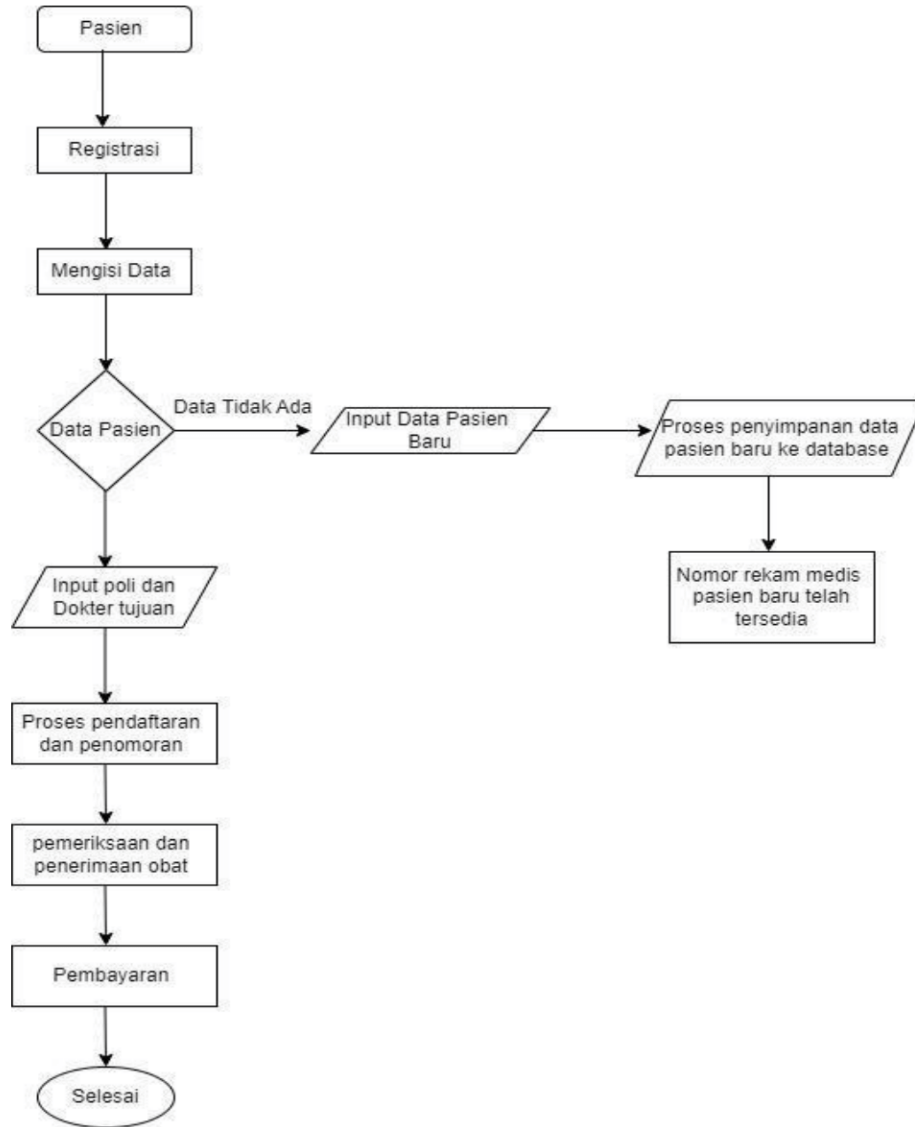 Pasien
Registrasi
Mengisi Data
Data Pasien
Data Tidak Ada
Input Data Pasien
Baru
Proses penyimpanan data
pasien baru ke database
Nomor rekam medis
pasien baru telah
tersedia
Input poli dan
Dokter tujuan
Proses pendaftaran
dan penomoran
pemeriksaan dan
penerimaan obat
Pembayaran
Selesai